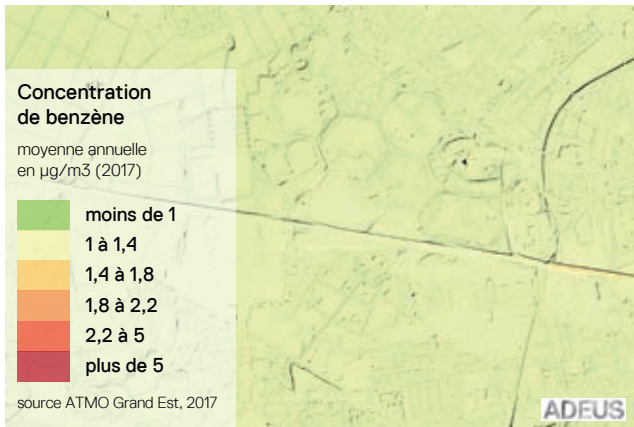 Concentration
de benzène
moyenne annuelle
en µg/m3 (2017)
moins de 1
1 à 1,4
1,4 à 1,8
1,8 à 2,2
2,2 à 5
plus de 5
source ATMO Grand Est, 2017
ADEUS